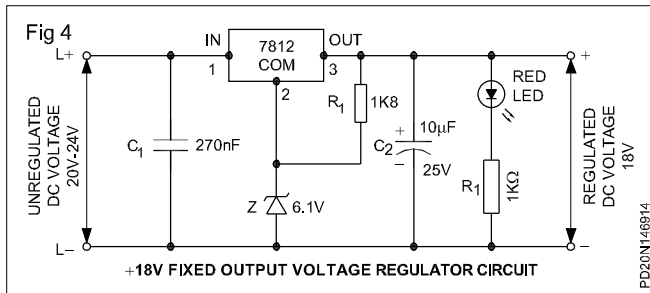 Fig 4
L+
IN
7812
OUT
1
COM
3
2
+
RED
LED
R1
1K8
C1
270nF
+
10µF
C2
−
25V
Z
6.1V
R1
1KΩ
UNREGULATED
DC VOLTAGE
20V-24V
REGULATED
DC VOLTAGE
18V
L−
−
+18V FIXED OUTPUT VOLTAGE REGULATOR CIRCUIT
PD20N146914